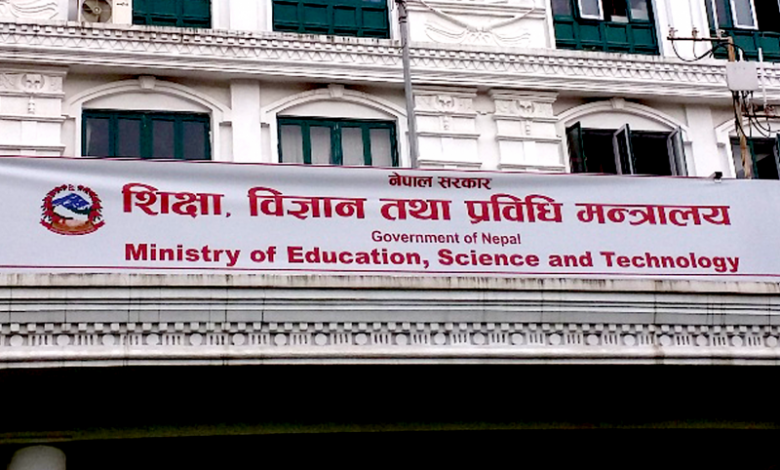 नेपाल सरकार
शिक्षा, विज्ञान तथा प्रविधि मन्त्रालय
Government of Nepal
Ministry of Education, Science and Technology